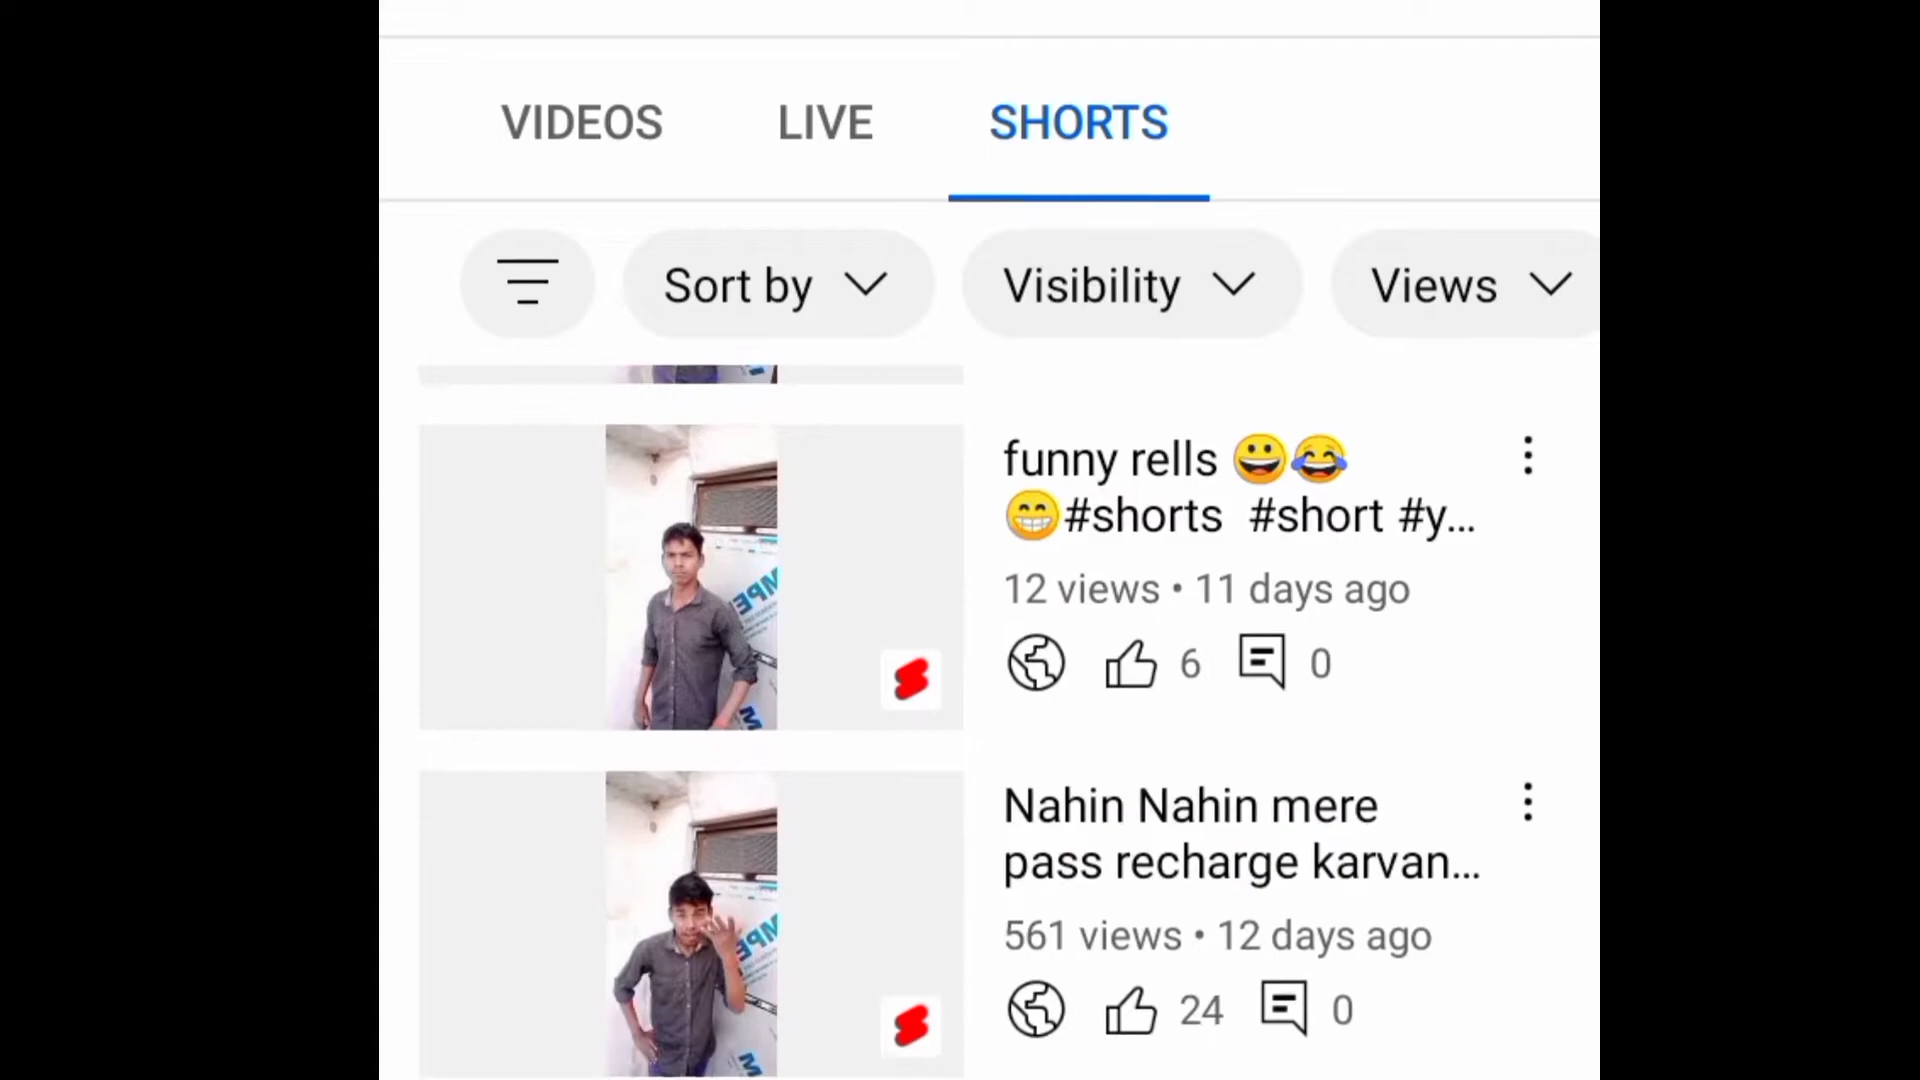 VIDEOS LIVE SHORTS
Sort by Visibility Views
funny rells 😀😂
😁#shorts #short #y...
12 views • 11 days ago
6 0
Nahin Nahin mere
pass recharge karvan...
561 views • 12 days ago
24 0